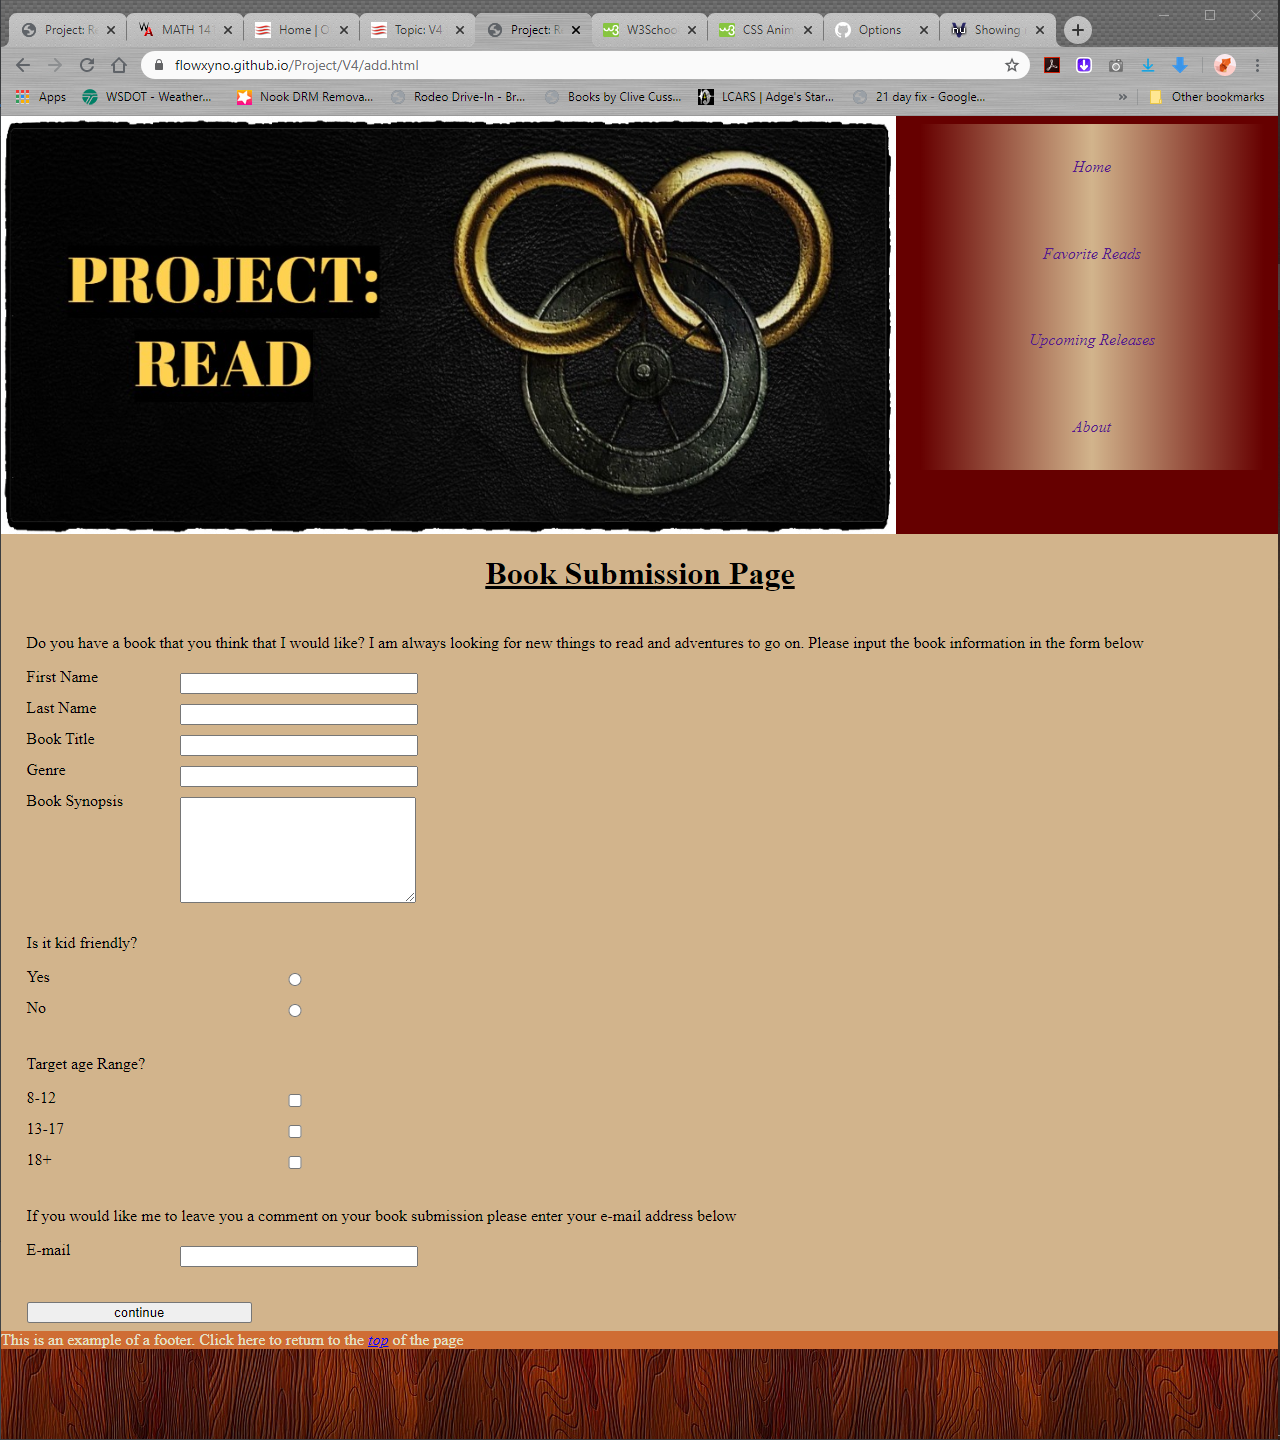 Project: R
MATH 14
Home | O
Topic: V4
Project: R
W3Schoo
CSS Anim
Options
Showing
flowxyno.github.io/Project/V4/add.html
Apps
WSDOT - Weather...
Nook DRM Remova...
Rodeo Drive-In - Br...
Books by Clive Cuss...
LCARS | Adge's Star...
21 day fix - Google...
»
Other bookmarks
PROJECT:
READ
Home
Favorite Reads
Upcoming Releases
About
Book Submission Page
Do you have a book that you think that I would like? I am always looking for new things to read and adventures to go on. Please input the book information in the form below
First Name
Last Name
Book Title
Genre
Book Synopsis
Is it kid friendly?
Yes
No
Target age Range?
8-12
13-17
18+
If you would like me to leave you a comment on your book submission please enter your e-mail address below
E-mail
continue
This is an example of a footer. Click here to return to the top of the page